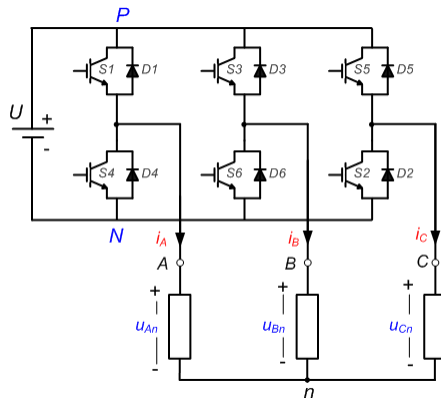 P
S1 D1 S3 D3 S5 D5
U + -
S4 D4 S6 D6 S2 D2
N
iA iB iC
A B C
+ + +
uAn uBn uCn
- - -
n